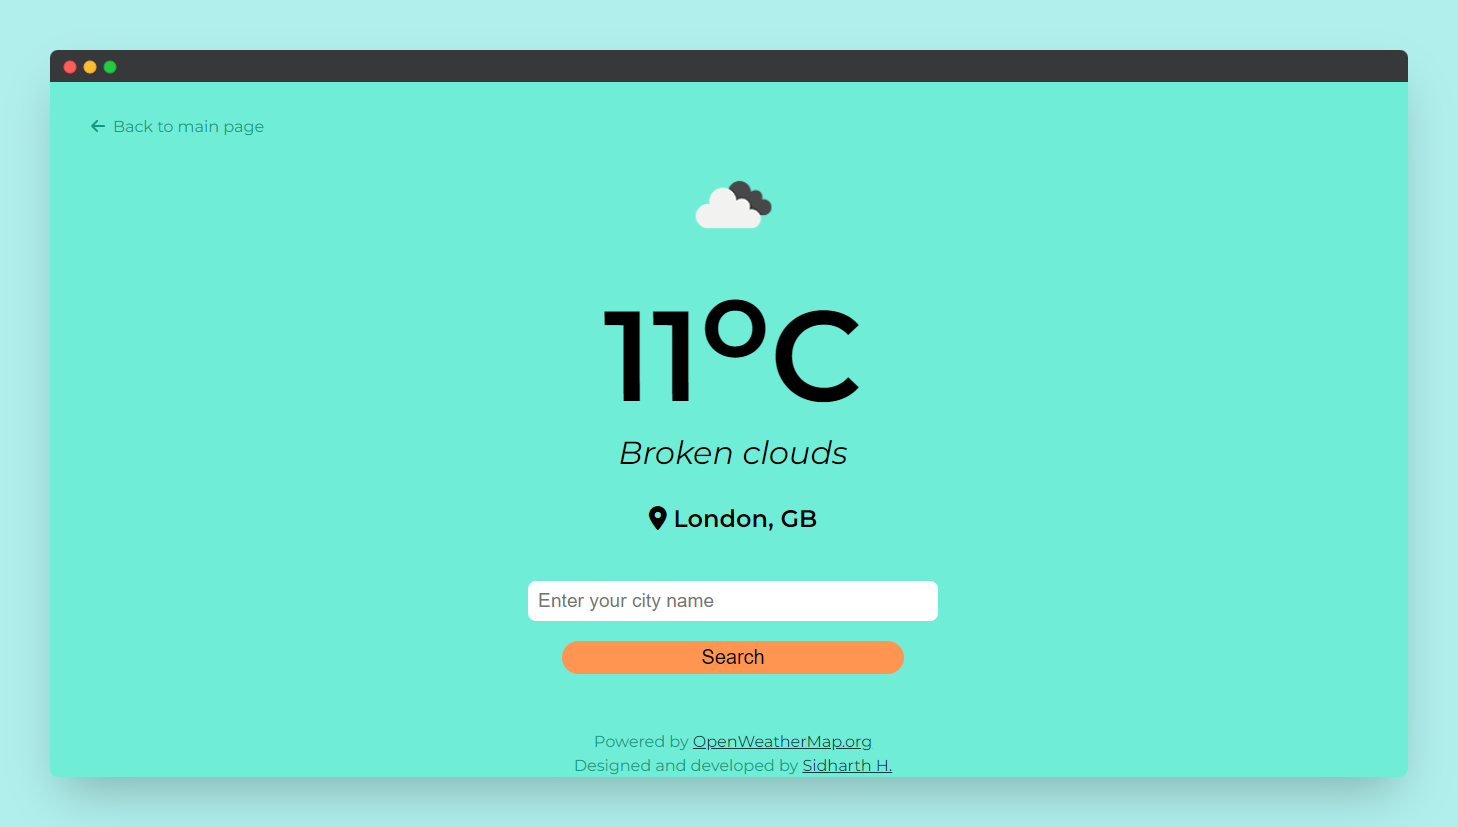 Back to main page
11°C
Broken clouds
London, GB
Enter your city name
Search
Powered by OpenWeatherMap.org
Designed and developed by Sidharth H.